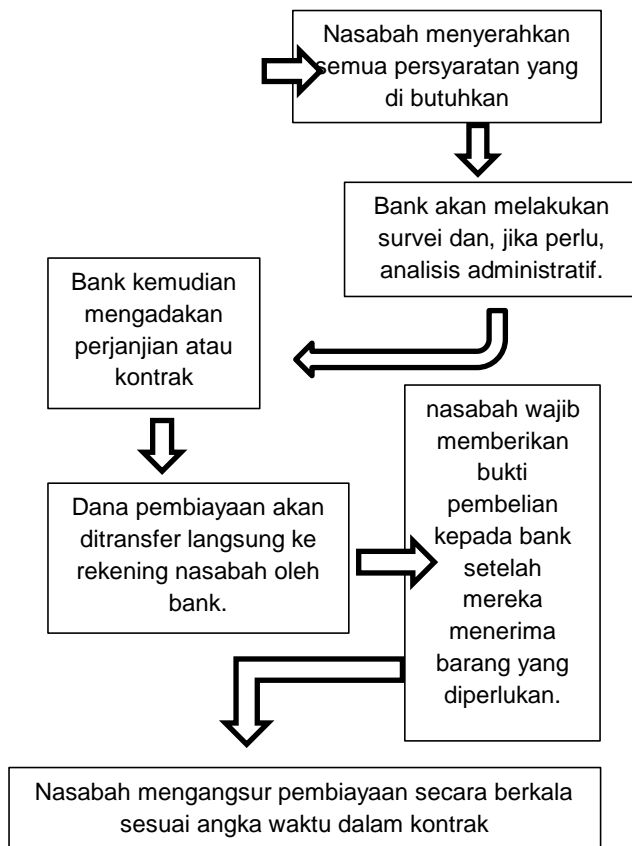 Nasabah menyerahkan
semua persyaratan yang
di butuhkan
Bank akan melakukan
survei dan, jika perlu,
analisis administratif.
Bank kemudian
mengadakan
perjanjian atau
kontrak
Dana pembiayaan akan
ditransfer langsung ke
rekening nasabah oleh
bank.
nasabah wajib
memberikan
bukti
pembelian
kepada bank
setelah
mereka
menerima
barang yang
diperlukan.
Nasabah mengangsur pembiayaan secara berkala
sesuai angka waktu dalam kontrak